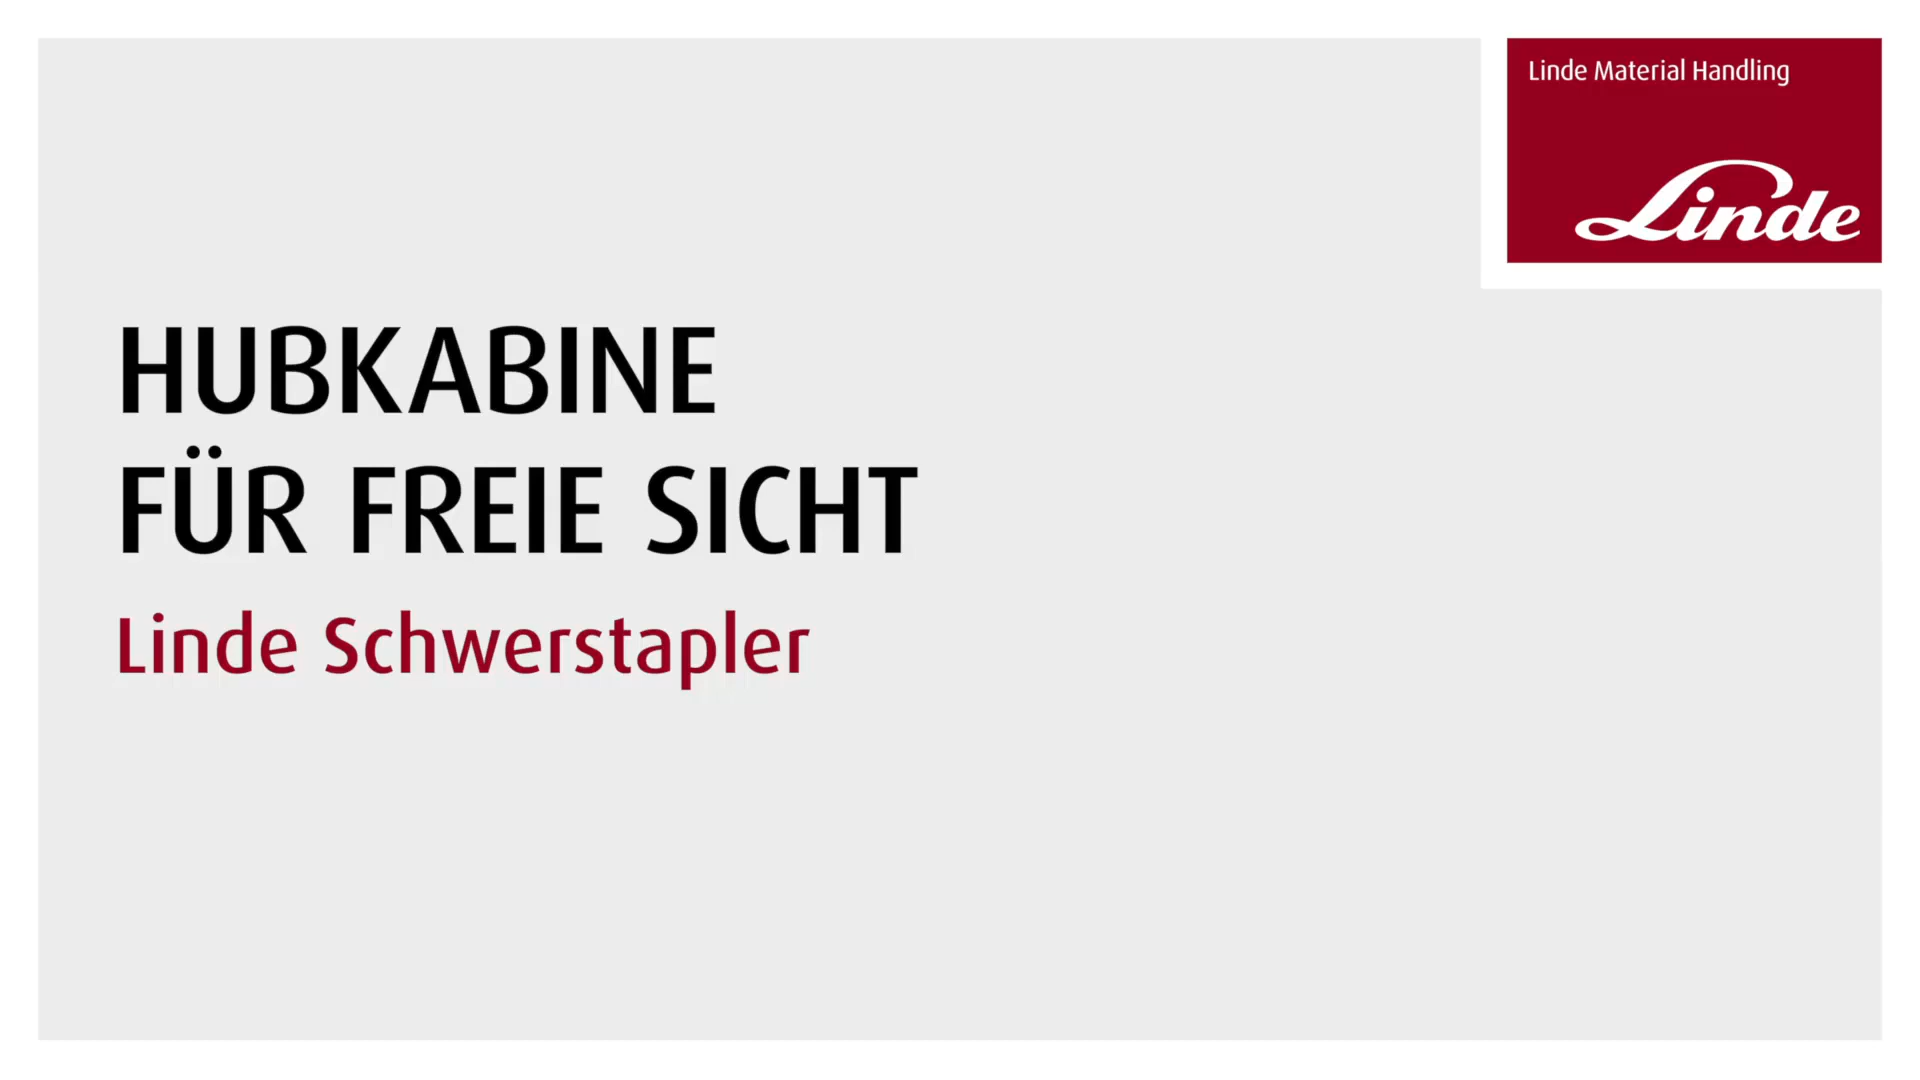 Linde Material Handling
Linde
HUBKABINE
FÜR FREIE SICHT
Linde Schwerstapler